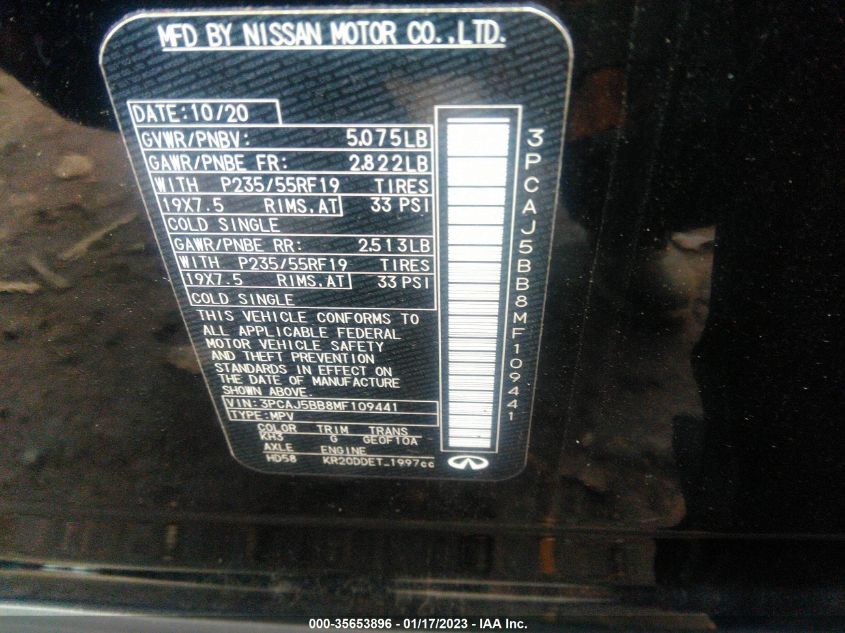 MFD BY NISSAN MOTOR CO.,LTD.
DATE:10/20
GVWR/PNBV: 5.075LB
GAWR/PNBE FR: 2.822LB
WITH P235/55RF19 TIRES
19X7.5 RIMS.AT 33 PSI
COLD SINGLE
GAWR/PNBE RR: 2.513LB
WITH P235/55RF19 TIRES
19X7.5 RIMS.AT 33 PSI
COLD SINGLE
THIS VEHICLE CONFORMS TO
ALL APPLICABLE FEDERAL
MOTOR VEHICLE SAFETY
AND THEFT PREVENTION
STANDARDS IN EFFECT ON
THE DATE OF MANUFACTURE
SHOWN ABOVE.
VIN:3PCAJ5BB8MF109441
TYPE:MPV
COLOR TRIM TRANS
KH3 G GE0F10A
AXLE ENGINE
HD58 KR20DDET_1997cc
3PCAJ5BB8MF109441
000-35653896 - 01/17/2023 - IAA Inc.